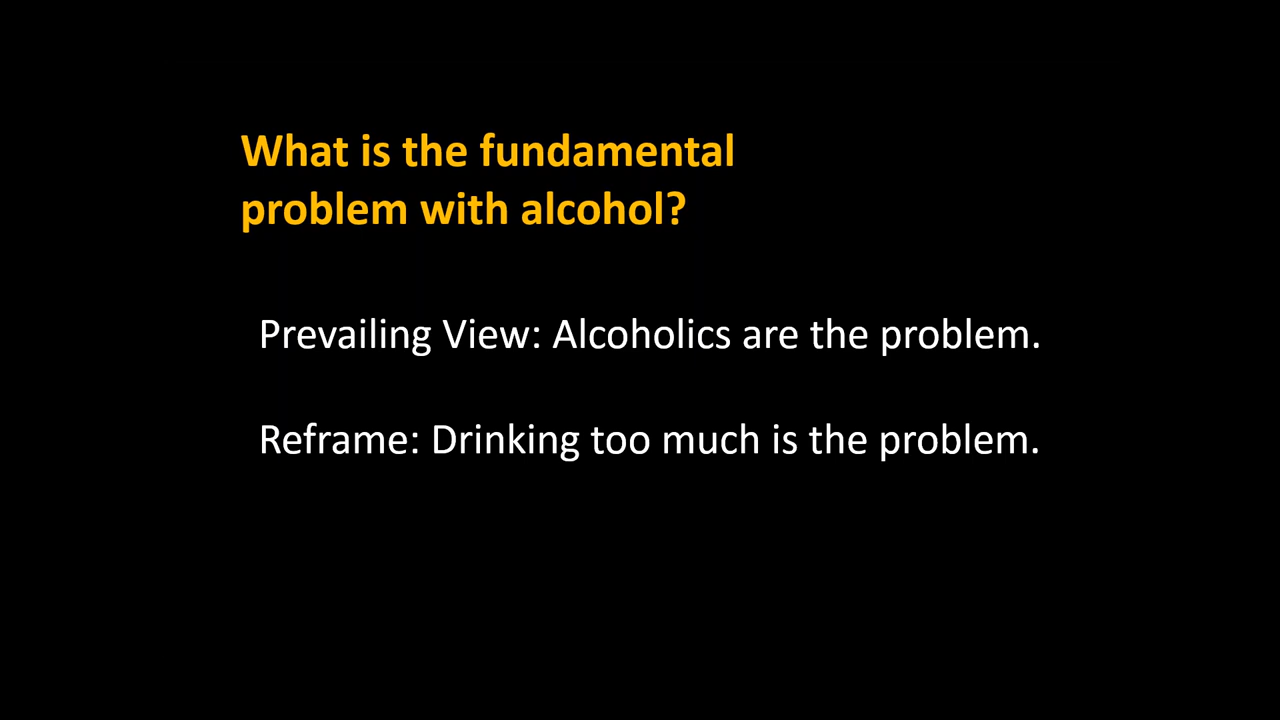 What is the fundamental
problem with alcohol?
Prevailing View: Alcoholics are the problem.
Reframe: Drinking too much is the problem.